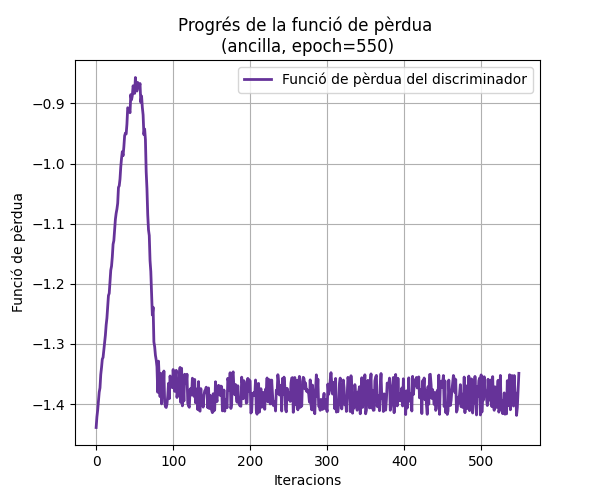 Progrés de la funció de pèrdua
(ancilla, epoch=550)
Funció de pèrdua del discriminador
Funció de pèrdua
−0.9
−1.0
−1.1
−1.2
−1.3
−1.4
0 100 200 300 400 500
Iteracions